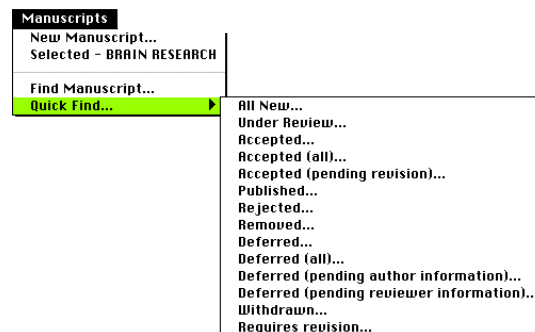 Manuscripts
New Manuscript...
Selected - BRAIN RESEARCH
Find Manuscript...
Quick Find...
All New...
Under Review...
Accepted...
Accepted (all)...
Accepted (pending revision)...
Published...
Rejected...
Removed...
Deferred...
Deferred (all)...
Deferred (pending author information)...
Deferred (pending reviewer information)..
Withdrawn...
Requires revision...